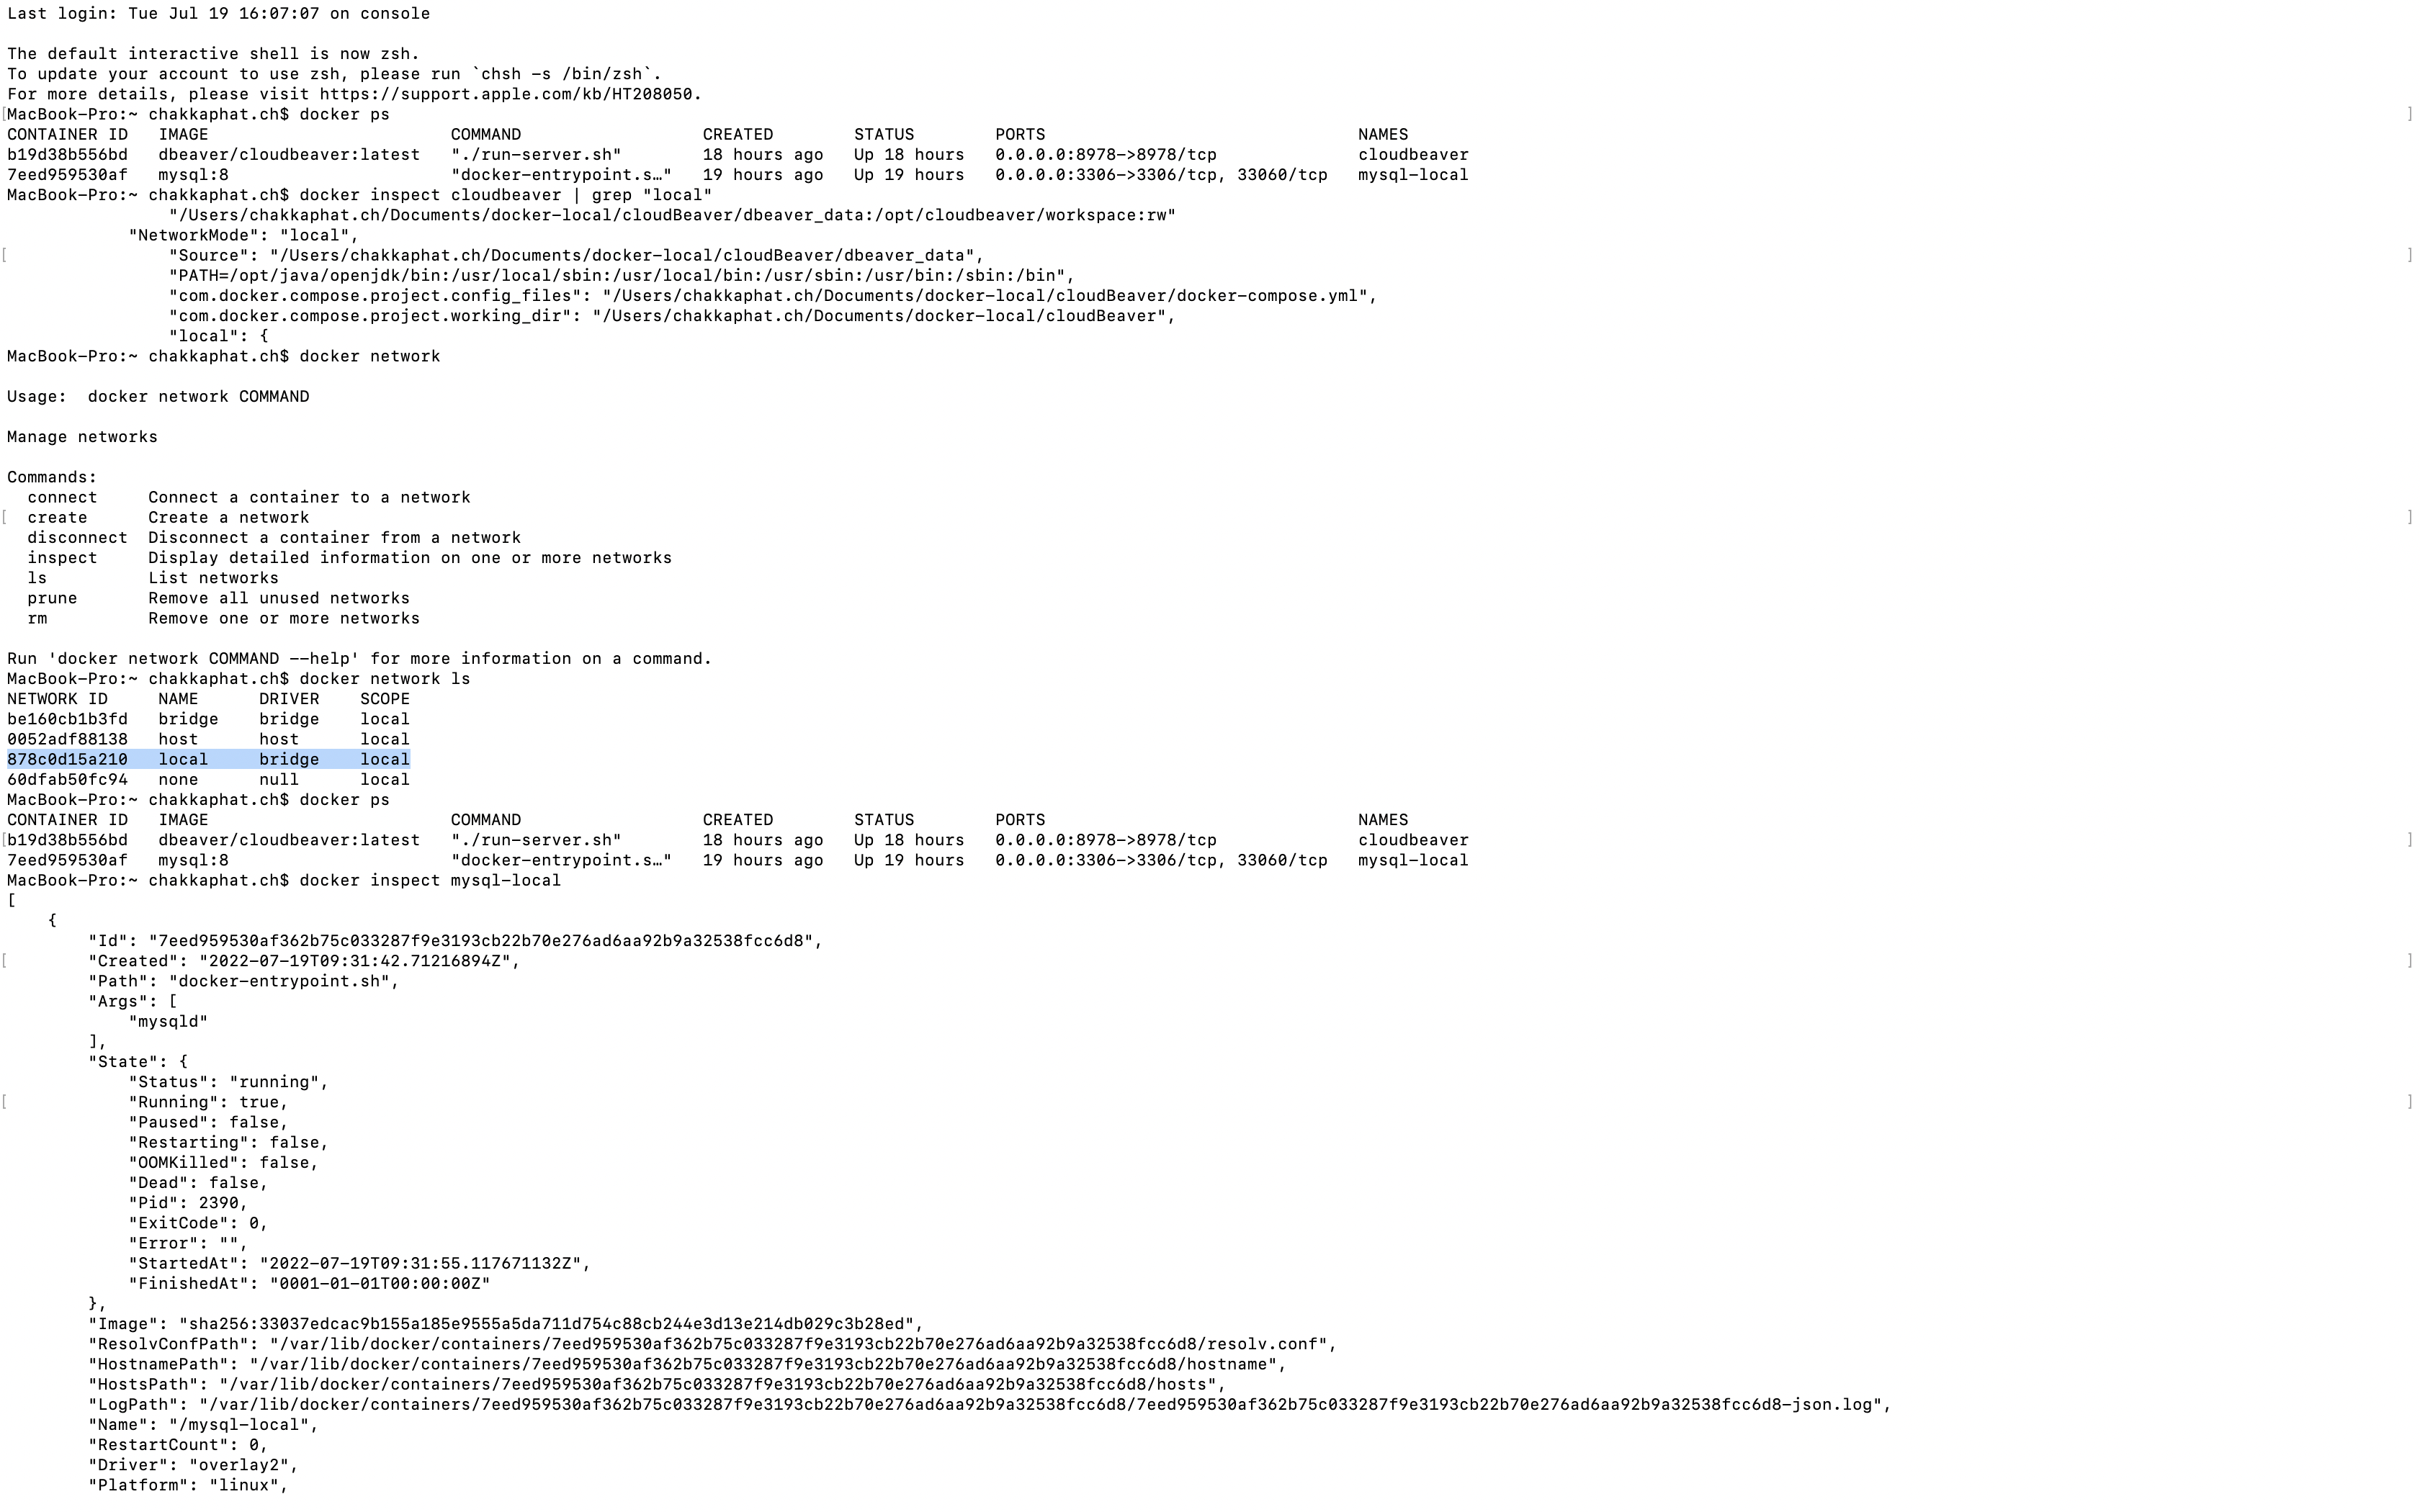 Last login: Tue Jul 19 16:07:07 on console

The default interactive shell is now zsh.
To update your account to use zsh, please run `chsh -s /bin/zsh`.
For more details, please visit https://support.apple.com/kb/HT208050.
[MacBook-Pro:~ chakkaphat.ch$ docker ps ]
CONTAINER ID   IMAGE                       COMMAND                  CREATED        STATUS        PORTS                               NAMES
b19d38b556bd   dbeaver/cloudbeaver:latest   "./run-server.sh"        18 hours ago   Up 18 hours   0.0.0.0:8978->8978/tcp              cloudbeaver
7eed959530af   mysql:8                      "docker-entrypoint.s…"   19 hours ago   Up 19 hours   0.0.0.0:3306->3306/tcp, 33060/tcp   mysql-local
MacBook-Pro:~ chakkaphat.ch$ docker inspect cloudbeaver | grep "local"
                "/Users/chakkaphat.ch/Documents/docker-local/cloudBeaver/dbeaver_data:/opt/cloudbeaver/workspace:rw"
            "NetworkMode": "local",
[               "Source": "/Users/chakkaphat.ch/Documents/docker-local/cloudBeaver/dbeaver_data", ]
                "PATH=/opt/java/openjdk/bin:/usr/local/sbin:/usr/local/bin:/usr/sbin:/usr/bin:/sbin:/bin",
                "com.docker.compose.project.config_files": "/Users/chakkaphat.ch/Documents/docker-local/cloudBeaver/docker-compose.yml",
                "com.docker.compose.project.working_dir": "/Users/chakkaphat.ch/Documents/docker-local/cloudBeaver",
                "local": {
MacBook-Pro:~ chakkaphat.ch$ docker network

Usage:  docker network COMMAND

Manage networks

Commands:
  connect     Connect a container to a network
[ create      Create a network ]
  disconnect  Disconnect a container from a network
  inspect     Display detailed information on one or more networks
  ls          List networks
  prune       Remove all unused networks
  rm          Remove one or more networks

Run 'docker network COMMAND --help' for more information on a command.
MacBook-Pro:~ chakkaphat.ch$ docker network ls
NETWORK ID     NAME      DRIVER    SCOPE
be160cb1b3fd   bridge    bridge    local
0052adf88138   host      host      local
878c0d15a210   local     bridge    local
60dfab50fc94   none      null      local
MacBook-Pro:~ chakkaphat.ch$ docker ps
CONTAINER ID   IMAGE                       COMMAND                  CREATED        STATUS        PORTS                               NAMES
[b19d38b556bd   dbeaver/cloudbeaver:latest   "./run-server.sh"        18 hours ago   Up 18 hours   0.0.0.0:8978->8978/tcp              cloudbeaver ]
7eed959530af   mysql:8                      "docker-entrypoint.s…"   19 hours ago   Up 19 hours   0.0.0.0:3306->3306/tcp, 33060/tcp   mysql-local
MacBook-Pro:~ chakkaphat.ch$ docker inspect mysql-local
[
    {
        "Id": "7eed959530af362b75c033287f9e3193cb22b70e276ad6aa92b9a32538fcc6d8",
[       "Created": "2022-07-19T09:31:42.71216894Z", ]
        "Path": "docker-entrypoint.sh",
        "Args": [
            "mysqld"
        ],
        "State": {
            "Status": "running",
[           "Running": true, ]
            "Paused": false,
            "Restarting": false,
            "OOMKilled": false,
            "Dead": false,
            "Pid": 2390,
            "ExitCode": 0,
            "Error": "",
            "StartedAt": "2022-07-19T09:31:55.117671132Z",
            "FinishedAt": "0001-01-01T00:00:00Z"
        },
        "Image": "sha256:33037edcac9b155a185e9555a5da711d754c88cb244e3d13e214db029c3b28ed",
        "ResolvConfPath": "/var/lib/docker/containers/7eed959530af362b75c033287f9e3193cb22b70e276ad6aa92b9a32538fcc6d8/resolv.conf",
        "HostnamePath": "/var/lib/docker/containers/7eed959530af362b75c033287f9e3193cb22b70e276ad6aa92b9a32538fcc6d8/hostname",
        "HostsPath": "/var/lib/docker/containers/7eed959530af362b75c033287f9e3193cb22b70e276ad6aa92b9a32538fcc6d8/hosts",
        "LogPath": "/var/lib/docker/containers/7eed959530af362b75c033287f9e3193cb22b70e276ad6aa92b9a32538fcc6d8/7eed959530af362b75c033287f9e3193cb22b70e276ad6aa92b9a32538fcc6d8-json.log",
        "Name": "/mysql-local",
        "RestartCount": 0,
        "Driver": "overlay2",
        "Platform": "linux",